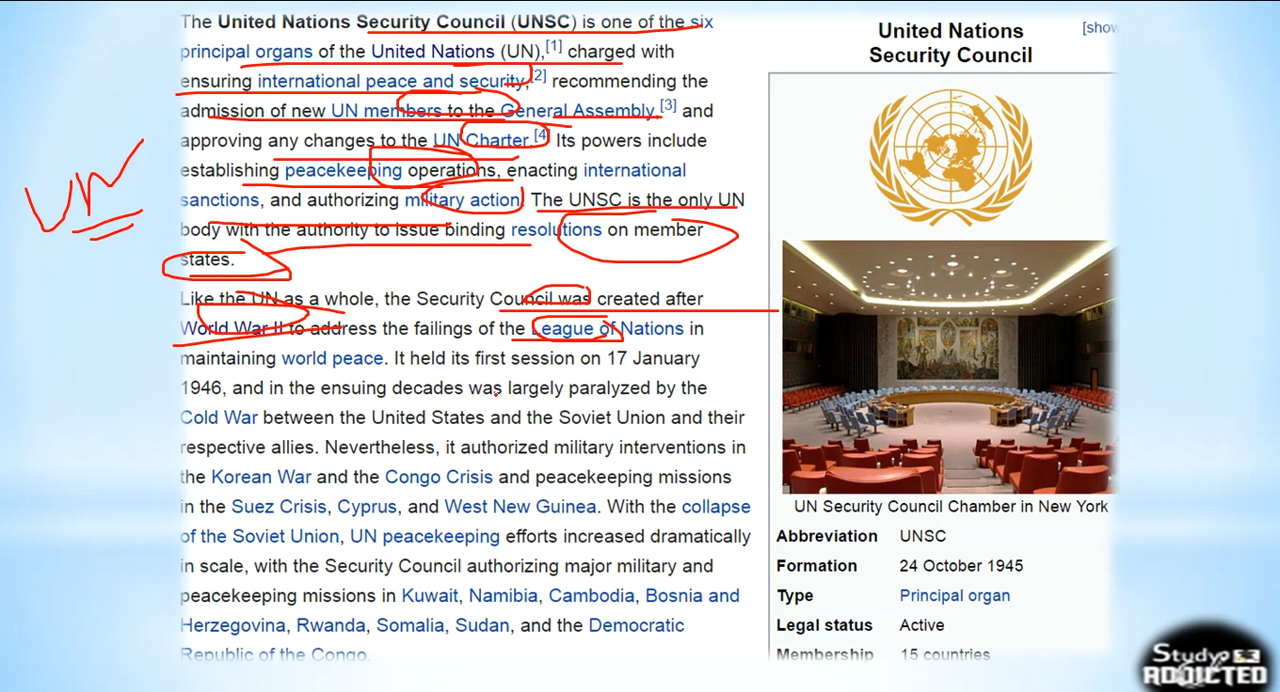 The United Nations Security Council (UNSC) is one of the six
principal organs of the United Nations (UN),[1] charged with
ensuring international peace and security,[2] recommending the
admission of new UN members to the General Assembly,[3] and
approving any changes to the UN Charter.[4] Its powers include
establishing peacekeeping operations, enacting international
sanctions, and authorizing military action. The UNSC is the only UN
body with the authority to issue binding resolutions on member
states.
Like the UN as a whole, the Security Council was created after
World War II to address the failings of the League of Nations in
maintaining world peace. It held its first session on 17 January
1946, and in the ensuing decades was largely paralyzed by the
Cold War between the United States and the Soviet Union and their
respective allies. Nevertheless, it authorized military interventions in
the Korean War and the Congo Crisis and peacekeeping missions
in the Suez Crisis, Cyprus, and West New Guinea. With the collapse
of the Soviet Union, UN peacekeeping efforts increased dramatically
in scale, with the Security Council authorizing major military and
peacekeeping missions in Kuwait, Namibia, Cambodia, Bosnia and
Herzegovina, Rwanda, Somalia, Sudan, and the Democratic
Republic of the Congo.
UN
United Nations
Security Council
[show
UN Security Council Chamber in New York
Abbreviation UNSC
Formation 24 October 1945
Type Principal organ
Legal status Active
Membership 15 countries
Study
ADDICTED